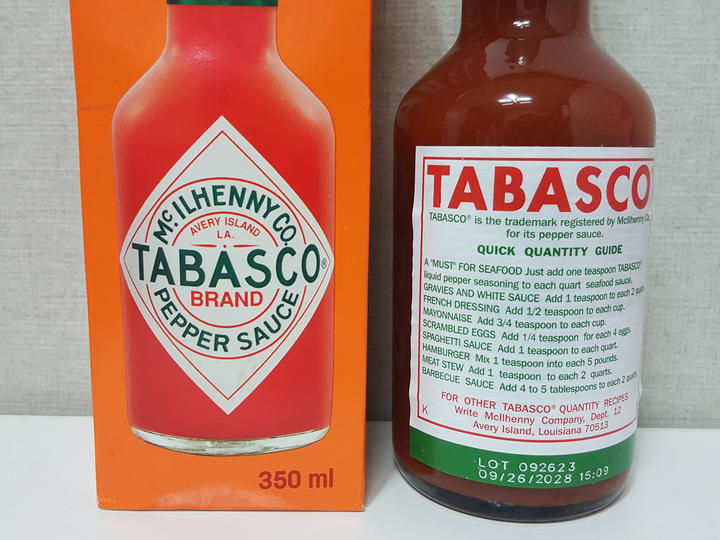 McILHENNY CO.
AVERY ISLAND
LA.
TABASCO®
BRAND
PEPPER SAUCE
350 ml
TABASCO
TABASCO® is the trademark registered by McIlhenny Co.
for its pepper sauce.
QUICK QUANTITY GUIDE
A "MUST" FOR SEAFOOD Just add one teaspoon TABASCO®
liquid pepper seasoning to each quart seafood sauce.
GRAVIES AND WHITE SAUCE Add 1 teaspoon to each 2 quarts.
FRENCH DRESSING Add 1/2 teaspoon to each cup.
MAYONNAISE Add 3/4 teaspoon to each cup.
SCRAMBLED EGGS Add 1/4 teaspoon for each 4 eggs.
SPAGHETTI SAUCE Add 1 teaspoon to each quart.
HAMBURGER Mix 1 teaspoon into each 5 pounds.
MEAT STEW Add 1 teaspoon to each 2 quarts.
BARBECUE SAUCE Add 4 to 5 tablespoons to each 2 quarts.
FOR OTHER TABASCO® QUANTITY RECIPES.
K Write McIlhenny Company, Dept. 12
Avery Island, Louisiana 70513
LOT 092623
09/26/2028 15:09